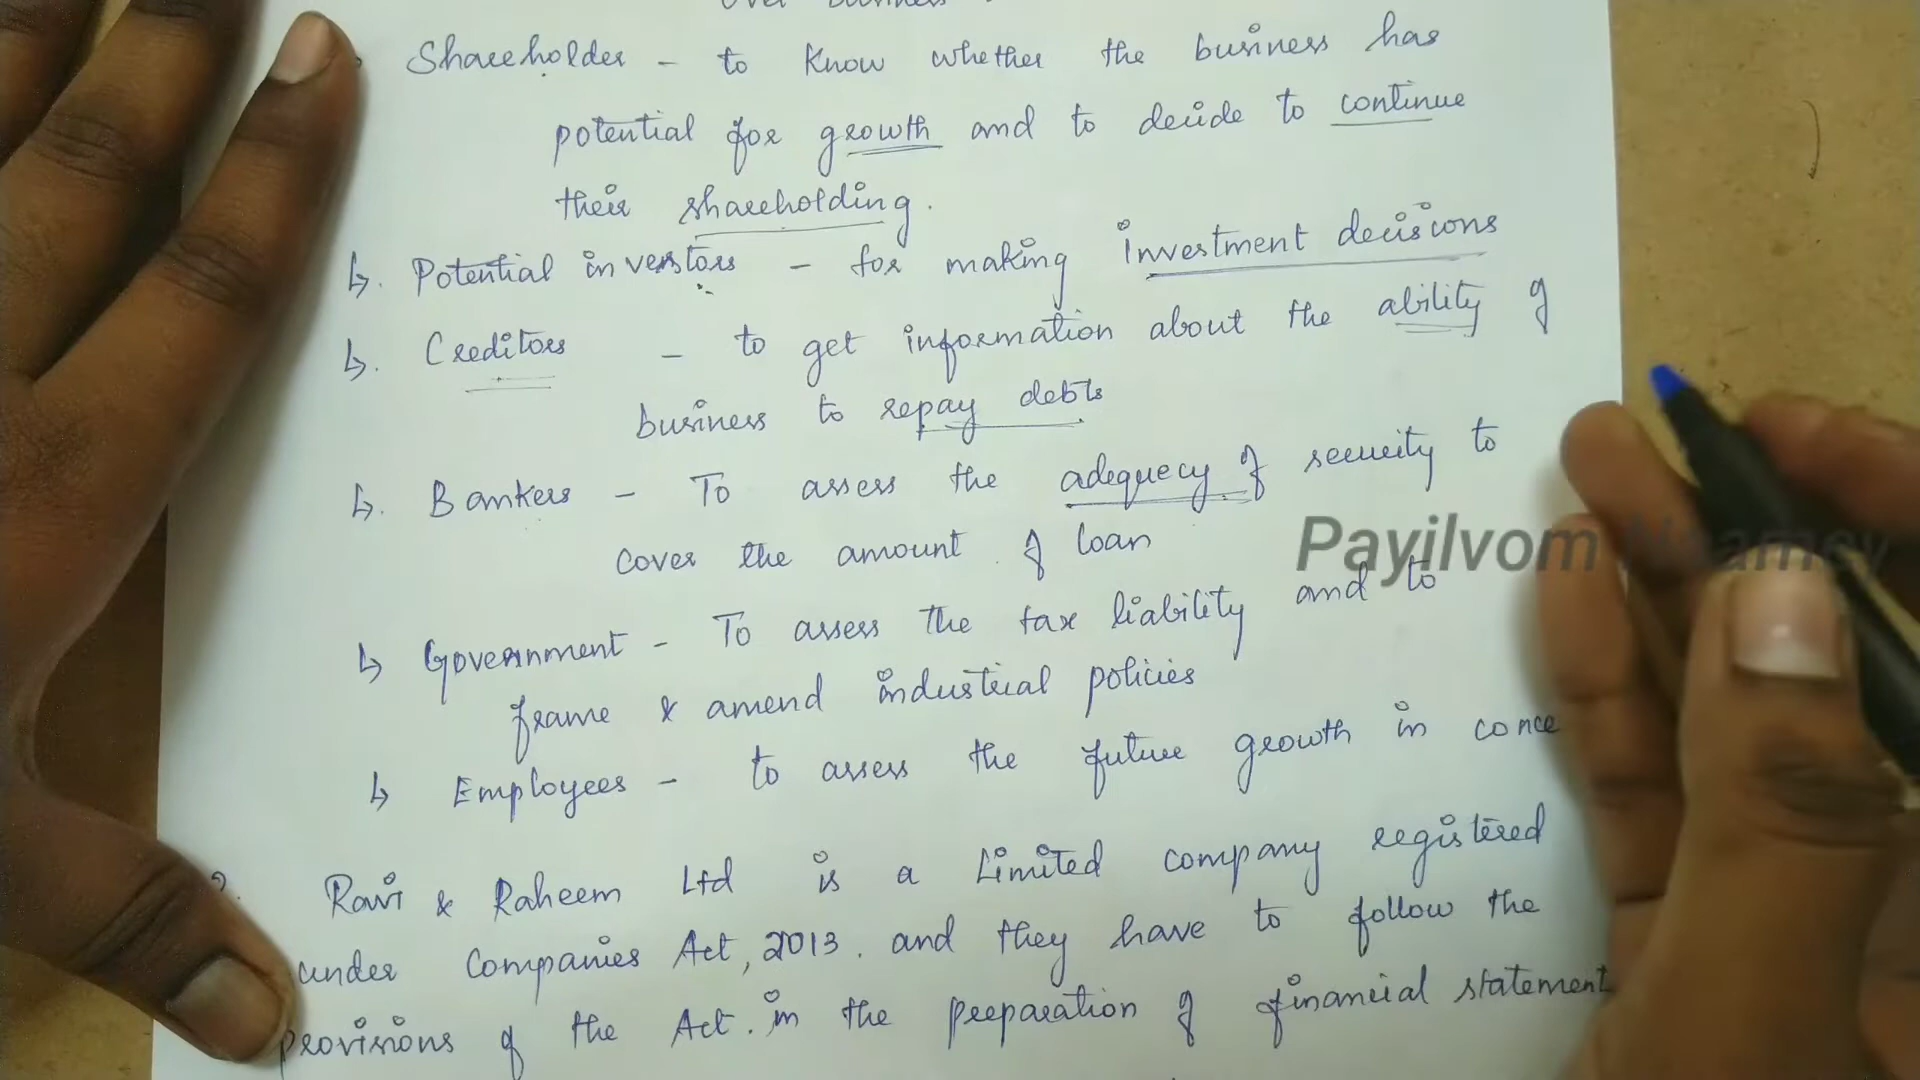 over business.
Shareholder - to know whether the business has
potential for growth and to decide to continue
their shareholding.
↳. Potential inverstors - for making investment decisions
↳. Creditors - to get information about the ability of
business to repay debts
↳. Bankers - To assess the adequecy of security to
cover the amount of loan
Payilvom
↳ Government - To assess the tax liability and to
frame & amend industrial policies
↳ Employees - to assess the future growth in conce
Ravi & Raheem Ltd is a Limited company registered
under Companies Act, 2013. and they have to follow the
provisions of the Act. in the preparation of financial statement